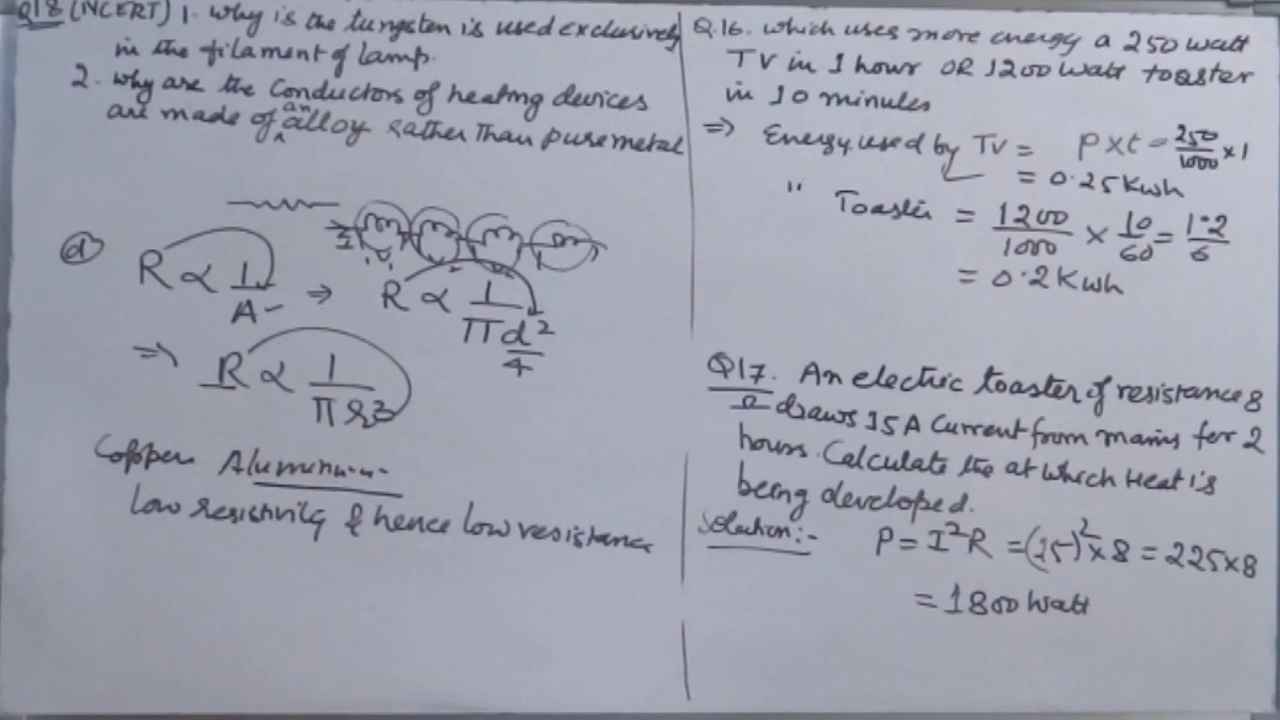 Q18 (NCERT) 1. Why is the tungsten is used exclusively
in the filament of lamp.
2. Why are the Conductors of heating devices
are made of an alloy rather than pure metal
d) R ∝ 1/A ⇒ R ∝ 1/(π d²/4)
⇒ R ∝ 1/(π r²)
Copper Aluminum
Low resistivity & hence low resistance
Q.16. Which uses more energy a 250 watt
TV in 1 hour OR 1200 watt toaster
in 10 minutes
⇒ Energy used by TV = P x t = 250/1000 x 1
= 0.25 Kwh
" Toaster = 1200/1000 x 10/60 = 1.2/6
= 0.2 Kwh
Q17. An electric toaster of resistance 8
Ω draws 15 A Current from mains for 2
hours. Calculate the at which Heat is
being developed.
Solution:- P = I²R = (15)² x 8 = 225 x 8
= 1800 Watt